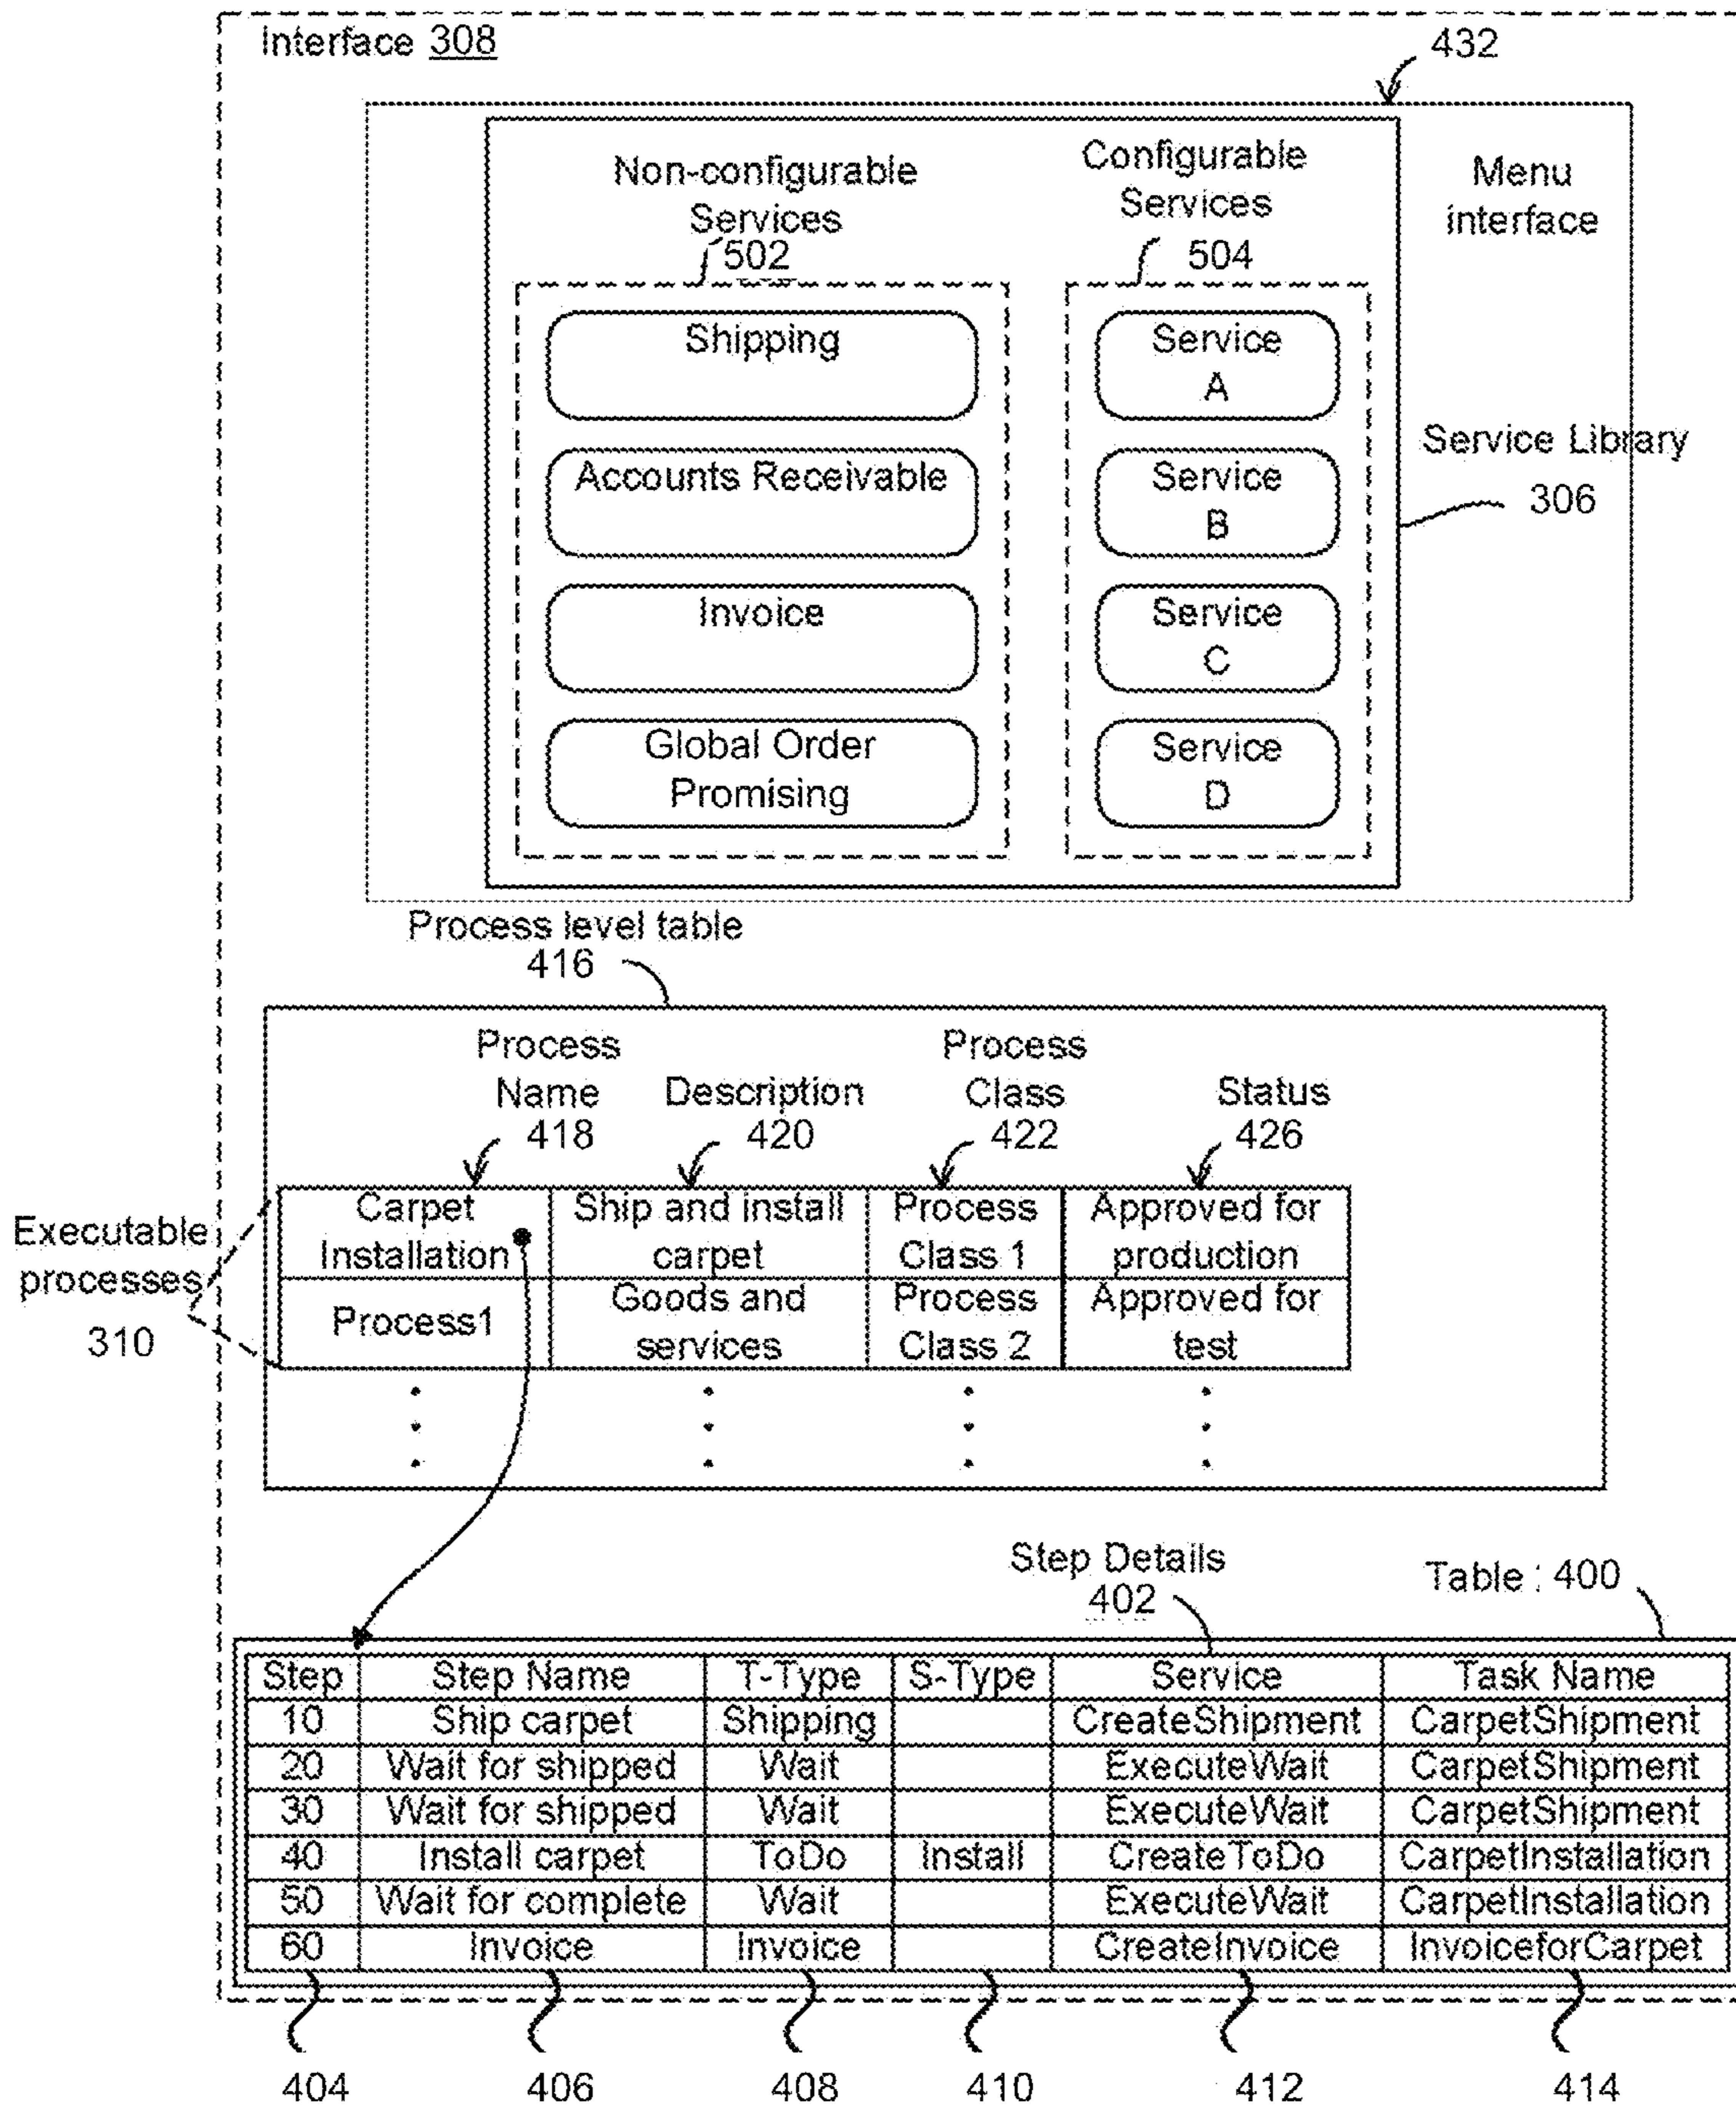 Interface 308
432
Non-configurable
Services
502
Configurable
Services
504
Menu
interface
Shipping
Accounts Receivable
Invoice
Global Order
Promising
Service
A
Service
B
Service
C
Service
D
Service Library
306
Process level table
416
Process
Name
418
Description
420
Process
Class
422
Status
426
Executable
processes
310
Carpet
Installation
Ship and install
carpet
Process
Class 1
Approved for
production
Process1
Goods and
services
Process
Class 2
Approved for
test
Step Details
402
Table : 400
Step Step Name T-Type S-Type Service Task Name
10 Ship carpet Shipping CreateShipment CarpetShipment
20 Wait for shipped Wait ExecuteWait CarpetShipment
30 Wait for shipped Wait ExecuteWait CarpetShipment
40 Install carpet ToDo Install CreateToDo CarpetInstallation
50 Wait for complete Wait ExecuteWait CarpetInstallation
60 Invoice Invoice CreateInvoice InvoiceforCarpet
404 406 408 410 412 414